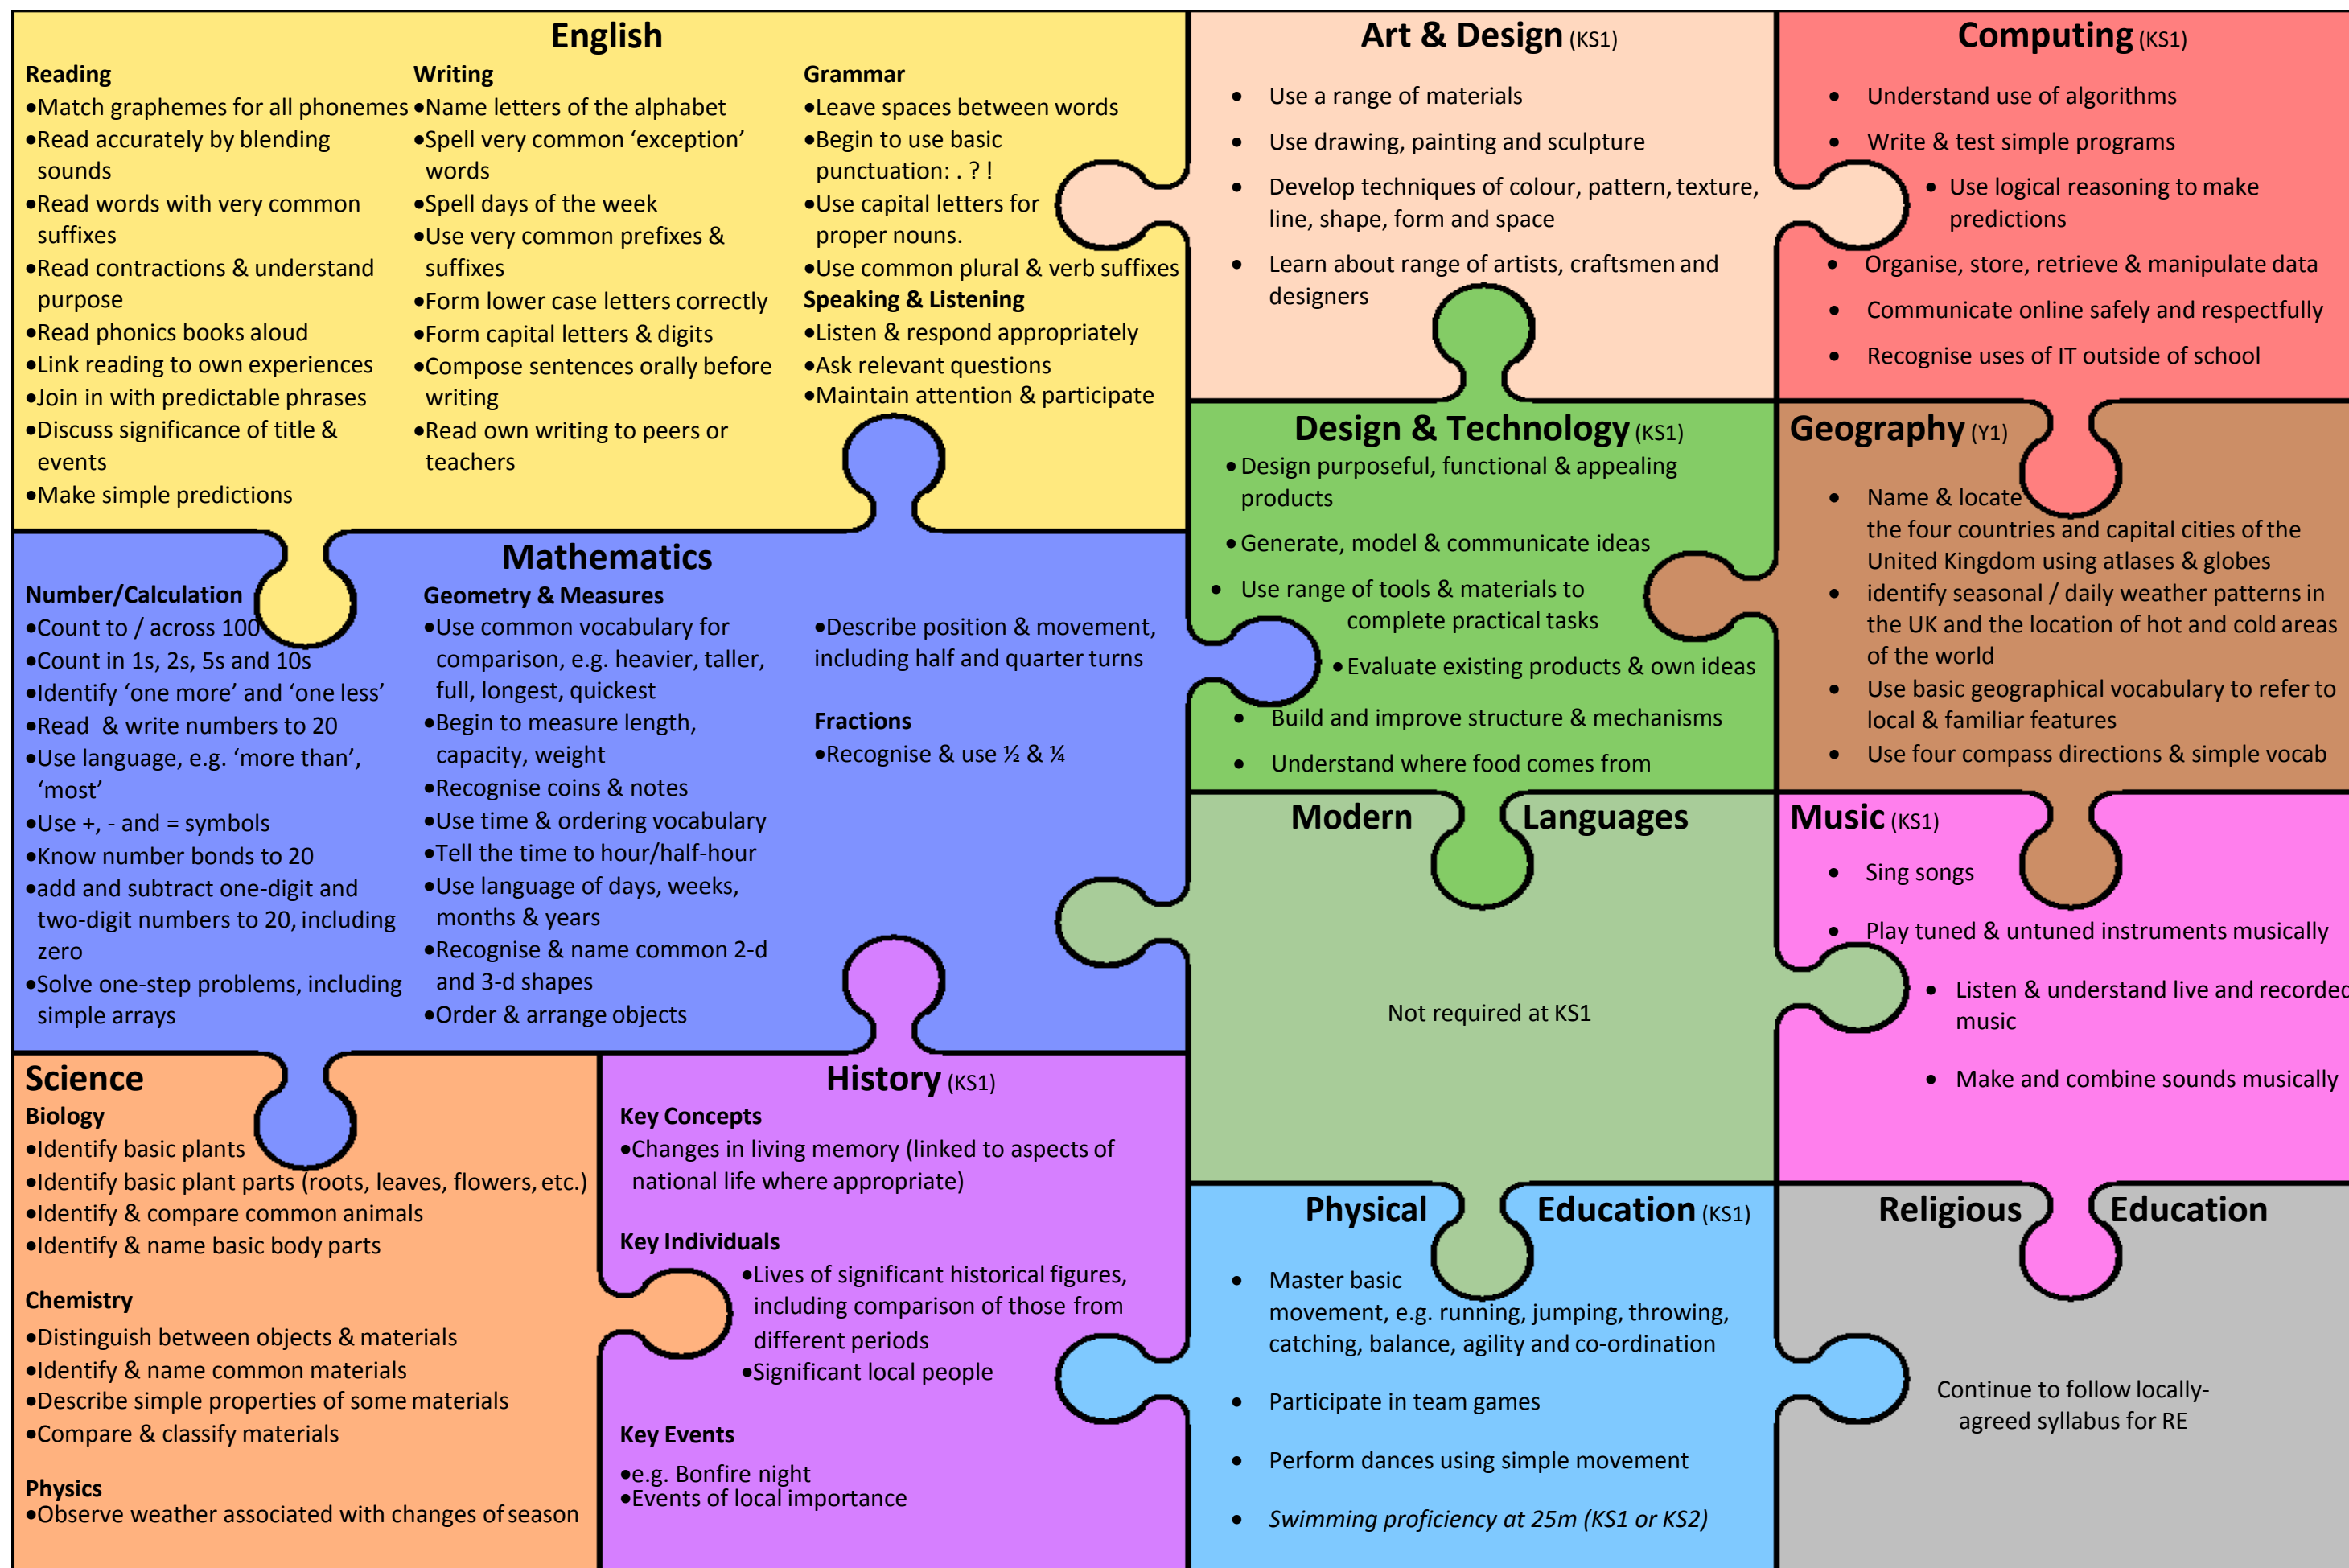 English
Reading
•Match graphemes for all phonemes
•Read accurately by blending
sounds
•Read words with very common
suffixes
•Read contractions & understand
purpose
•Read phonics books aloud
•Link reading to own experiences
•Join in with predictable phrases
•Discuss significance of title &
events
•Make simple predictions
Writing
•Name letters of the alphabet
•Spell very common ‘exception’
words
•Spell days of the week
•Use very common prefixes &
suffixes
•Form lower case letters correctly
•Form capital letters & digits
•Compose sentences orally before
writing
•Read own writing to peers or
teachers
Grammar
•Leave spaces between words
•Begin to use basic
punctuation: . ? !
•Use capital letters for
proper nouns.
•Use common plural & verb suffixes
Speaking & Listening
•Listen & respond appropriately
•Ask relevant questions
•Maintain attention & participate
Art & Design (KS1)
• Use a range of materials
• Use drawing, painting and sculpture
• Develop techniques of colour, pattern, texture,
line, shape, form and space
• Learn about range of artists, craftsmen and
designers
Computing (KS1)
• Understand use of algorithms
• Write & test simple programs
• Use logical reasoning to make
predictions
• Organise, store, retrieve & manipulate data
• Communicate online safely and respectfully
• Recognise uses of IT outside of school
Mathematics
Number/Calculation
•Count to / across 100
•Count in 1s, 2s, 5s and 10s
•Identify ‘one more’ and ‘one less’
•Read & write numbers to 20
•Use language, e.g. ‘more than’,
‘most’
•Use +, - and = symbols
•Know number bonds to 20
•add and subtract one-digit and
two-digit numbers to 20, including
zero
•Solve one-step problems, including
simple arrays
Geometry & Measures
•Use common vocabulary for
comparison, e.g. heavier, taller,
full, longest, quickest
•Begin to measure length,
capacity, weight
•Recognise coins & notes
•Use time & ordering vocabulary
•Tell the time to hour/half-hour
•Use language of days, weeks,
months & years
•Recognise & name common 2-d
and 3-d shapes
•Order & arrange objects
•Describe position & movement,
including half and quarter turns
Fractions
•Recognise & use ½ & ¼
Design & Technology (KS1)
• Design purposeful, functional & appealing
products
• Generate, model & communicate ideas
• Use range of tools & materials to
complete practical tasks
• Evaluate existing products & own ideas
• Build and improve structure & mechanisms
• Understand where food comes from
Geography (Y1)
• Name & locate
the four countries and capital cities of the
United Kingdom using atlases & globes
• identify seasonal / daily weather patterns in
the UK and the location of hot and cold areas
of the world
• Use basic geographical vocabulary to refer to
local & familiar features
• Use four compass directions & simple vocab
Modern Languages
Not required at KS1
Music (KS1)
• Sing songs
• Play tuned & untuned instruments musically
• Listen & understand live and recorded
music
• Make and combine sounds musically
Science
Biology
•Identify basic plants
•Identify basic plant parts (roots, leaves, flowers, etc.)
•Identify & compare common animals
•Identify & name basic body parts
Chemistry
•Distinguish between objects & materials
•Identify & name common materials
•Describe simple properties of some materials
•Compare & classify materials
Physics
•Observe weather associated with changes of season
History (KS1)
Key Concepts
•Changes in living memory (linked to aspects of
national life where appropriate)
Key Individuals
•Lives of significant historical figures,
including comparison of those from
different periods
•Significant local people
Key Events
•e.g. Bonfire night
•Events of local importance
Physical Education (KS1)
• Master basic
movement, e.g. running, jumping, throwing,
catching, balance, agility and co-ordination
• Participate in team games
• Perform dances using simple movement
• Swimming proficiency at 25m (KS1 or KS2)
Religious Education
Continue to follow locally-
agreed syllabus for RE